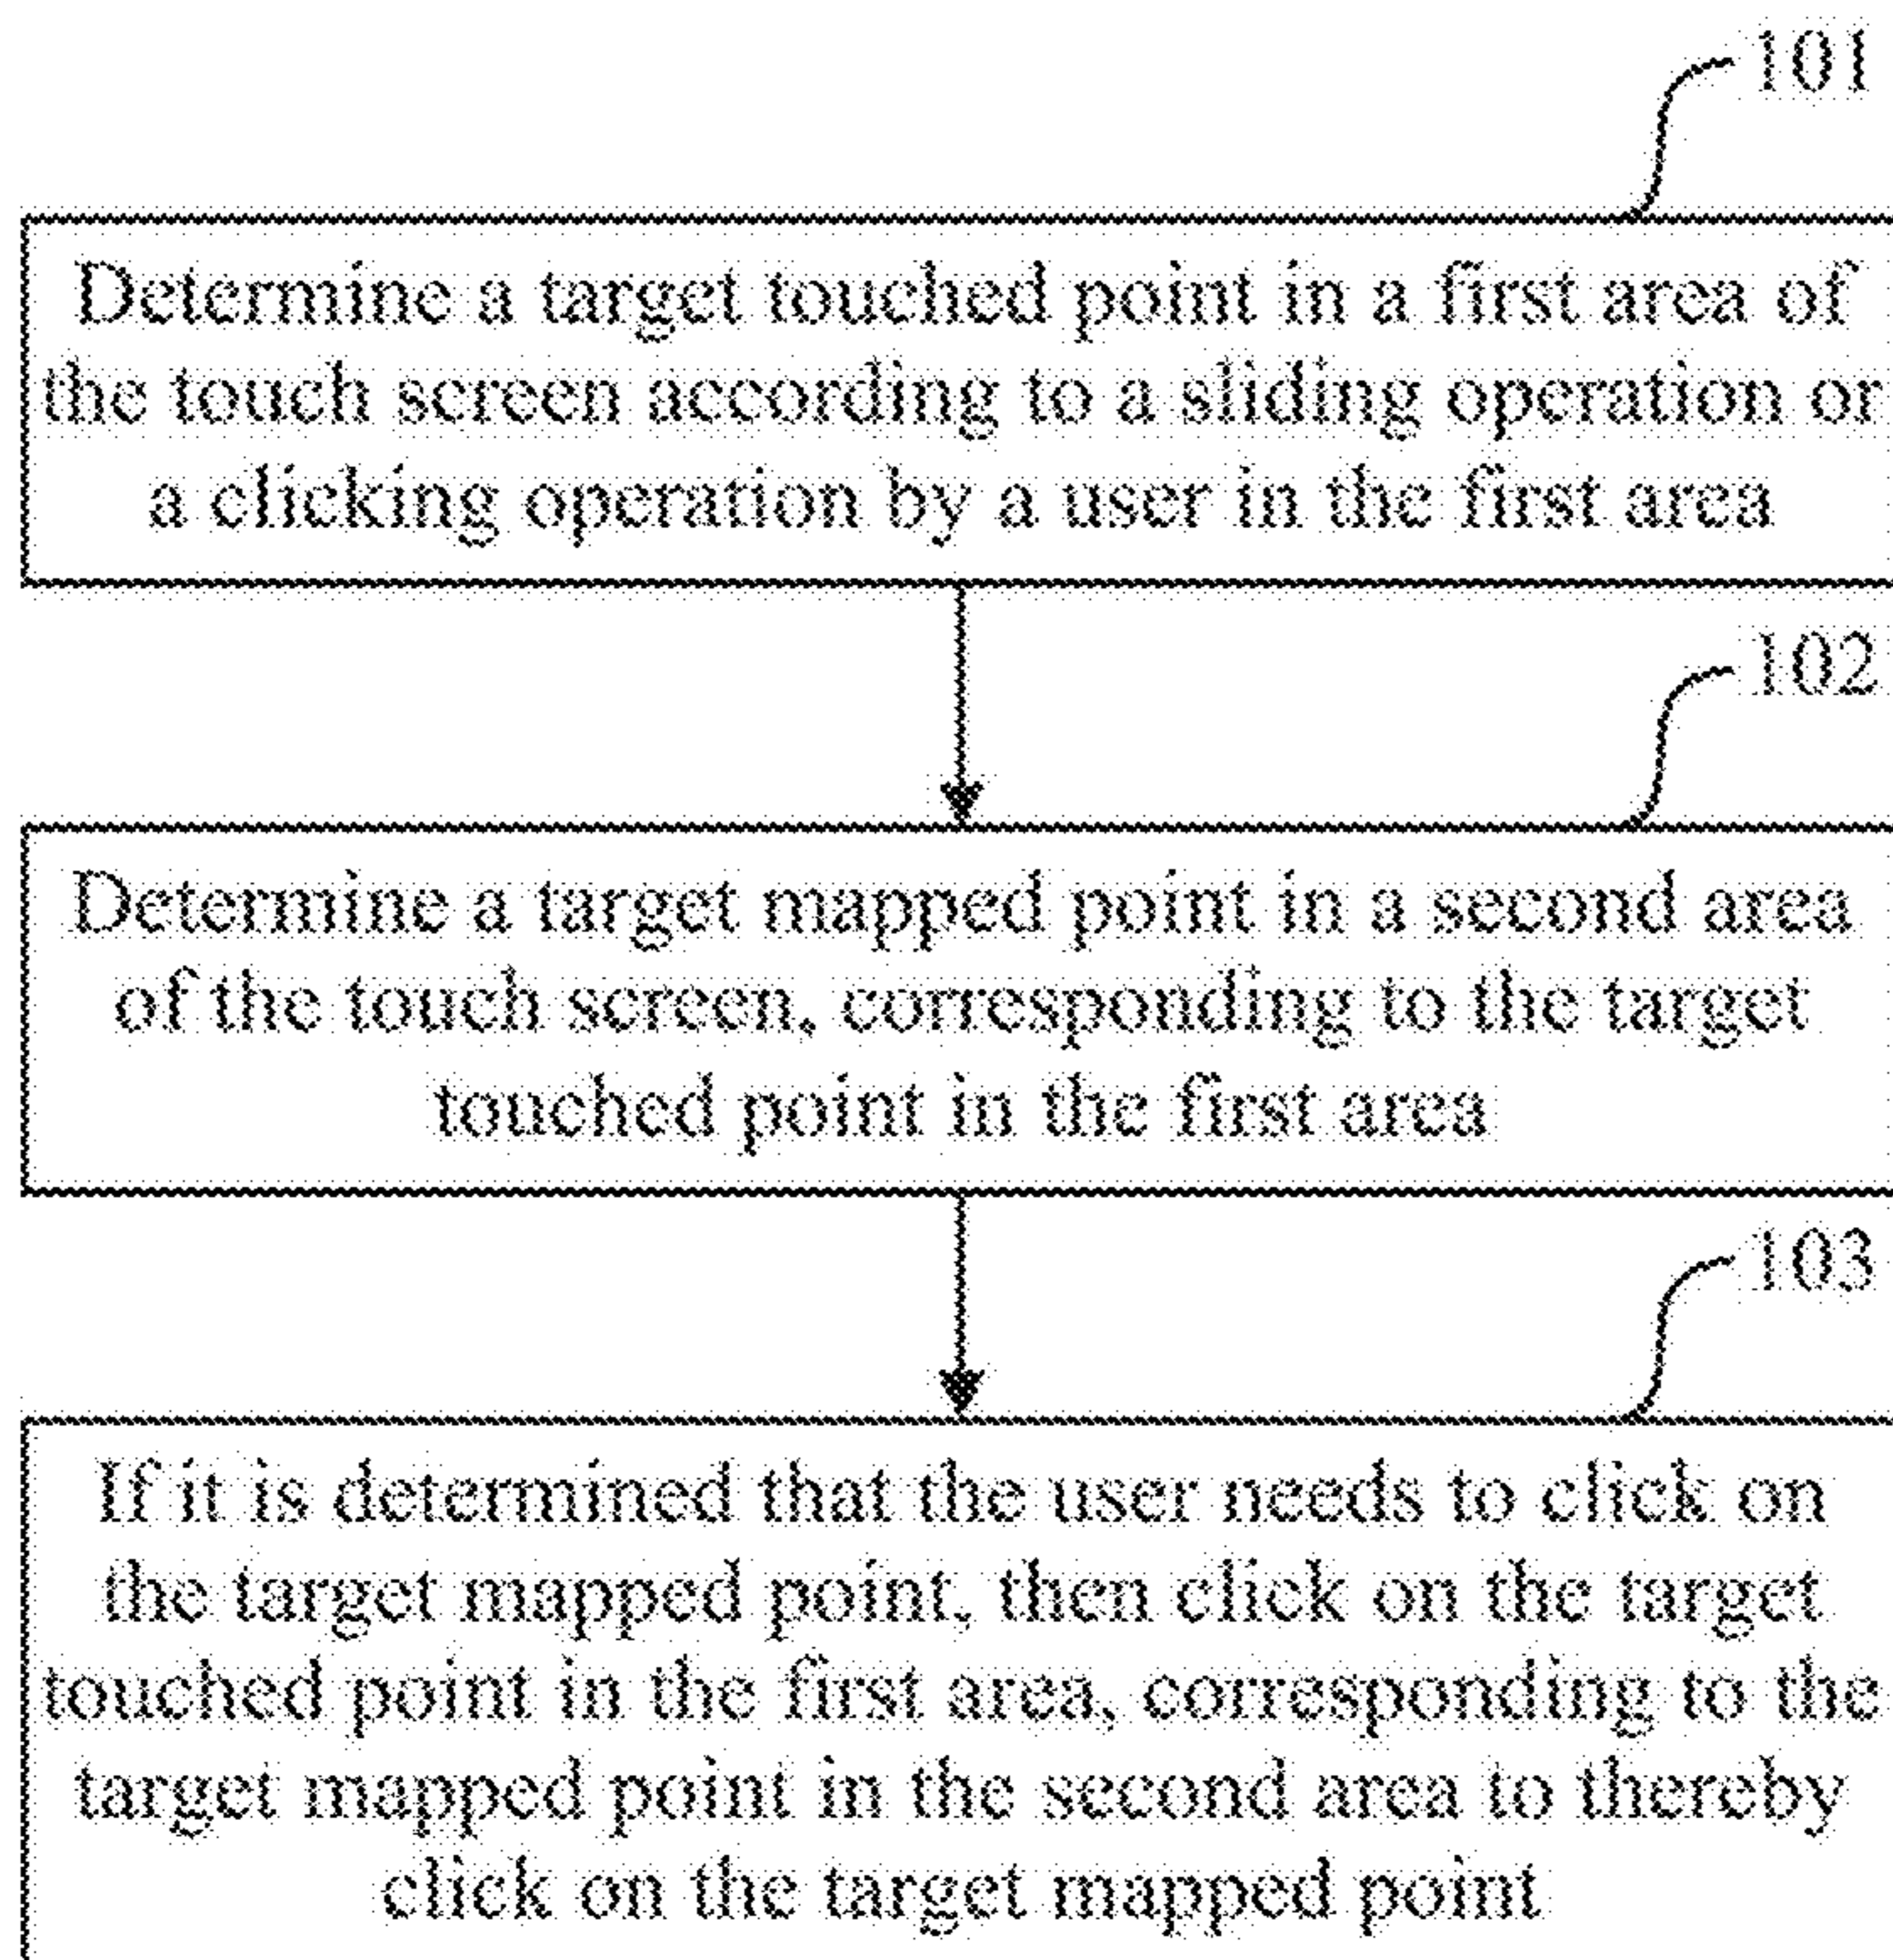 101
Determine a target touched point in a first area of
the touch screen according to a sliding operation or
a clicking operation by a user in the first area
102
Determine a target mapped point in a second area
of the touch screen, corresponding to the target
touched point in the first area
103
If it is determined that the user needs to click on
the target mapped point, then click on the target
touched point in the first area, corresponding to the
target mapped point in the second area to thereby
click on the target mapped point